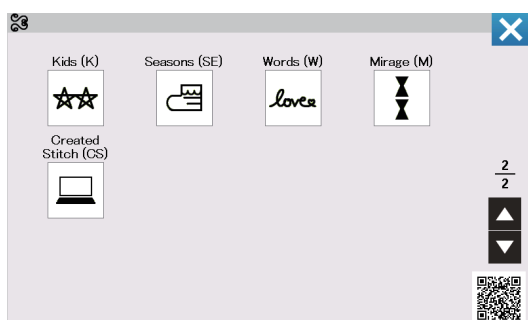 Kids (K)
Seasons (SE)
Words (W)
Mirage (M)
love
Created
Stitch (CS)
2
2